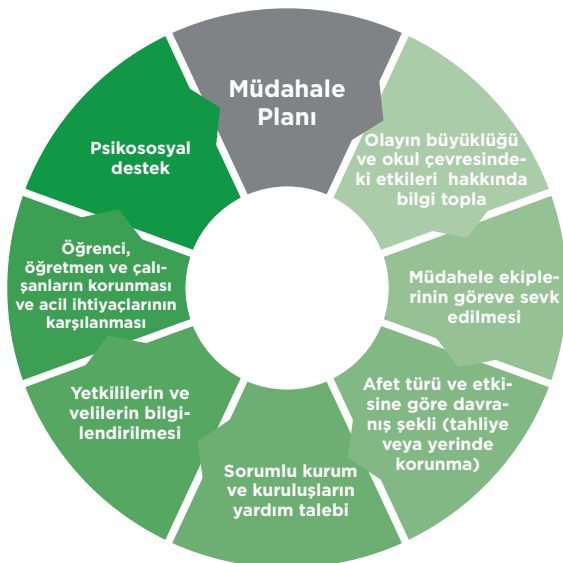 Müdahale
Planı
Olayın büyüklüğü
ve okul çevresinde-
ki etkileri hakkında
bilgi topla
Müdahele ekiple-
rinin göreve sevk
edilmesi
Afet türü ve etki-
sine göre davra-
nış şekli (tahliye
veya yerinde
korunma)
Sorumlu kurum
ve kuruluşların
yardım talebi
Yetkililerin ve
velilerin bilgi-
lendirilmesi
Öğrenci,
öğretmen ve çalı-
şanların korunması
ve acil ihtiyaçlarının
karşılanması
Psikososyal
destek